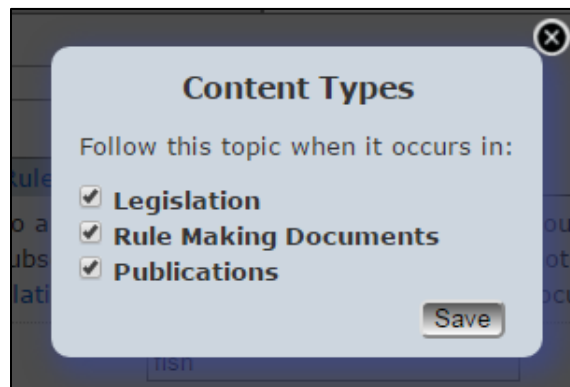 Content Types
Follow this topic when it occurs in:
Legislation
Rule Making Documents
Publications
Save
fish